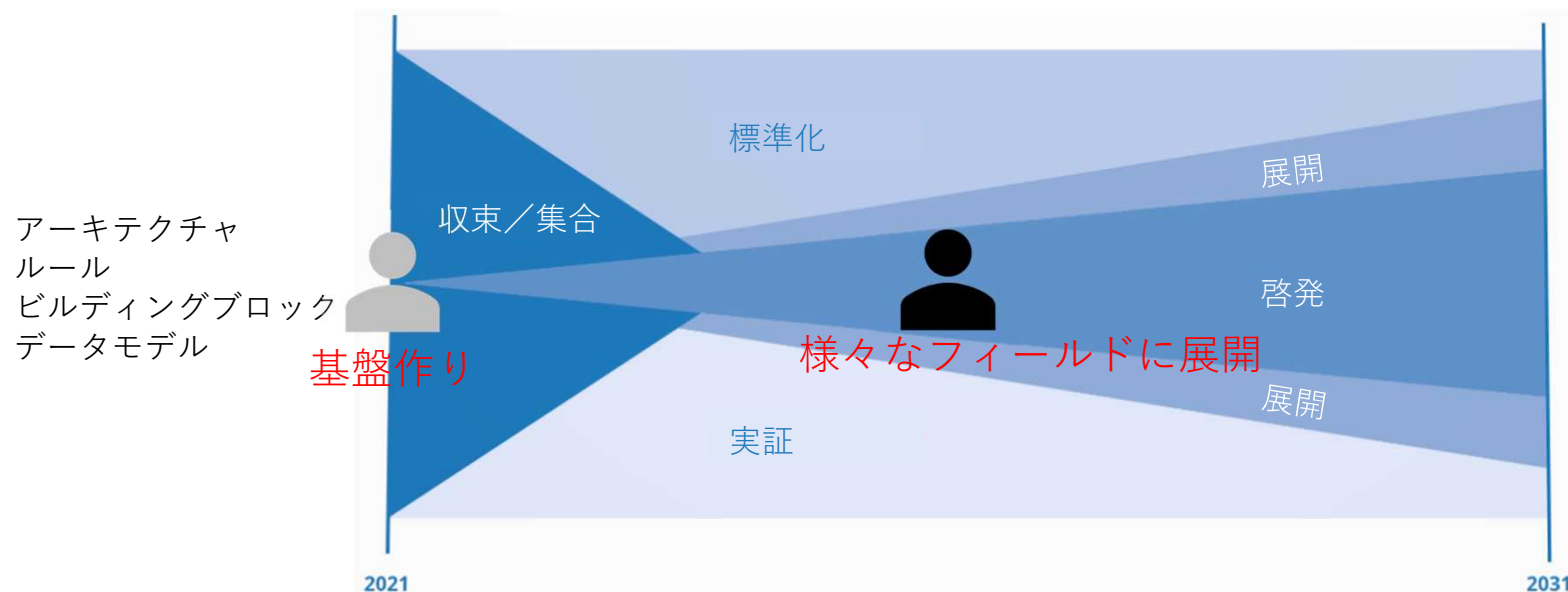 アーキテクチャ
ルール
ビルディングブロック
データモデル
収束／集合
基盤作り
標準化
実証
様々なフィールドに展開
展開
啓発
展開
2021
2031